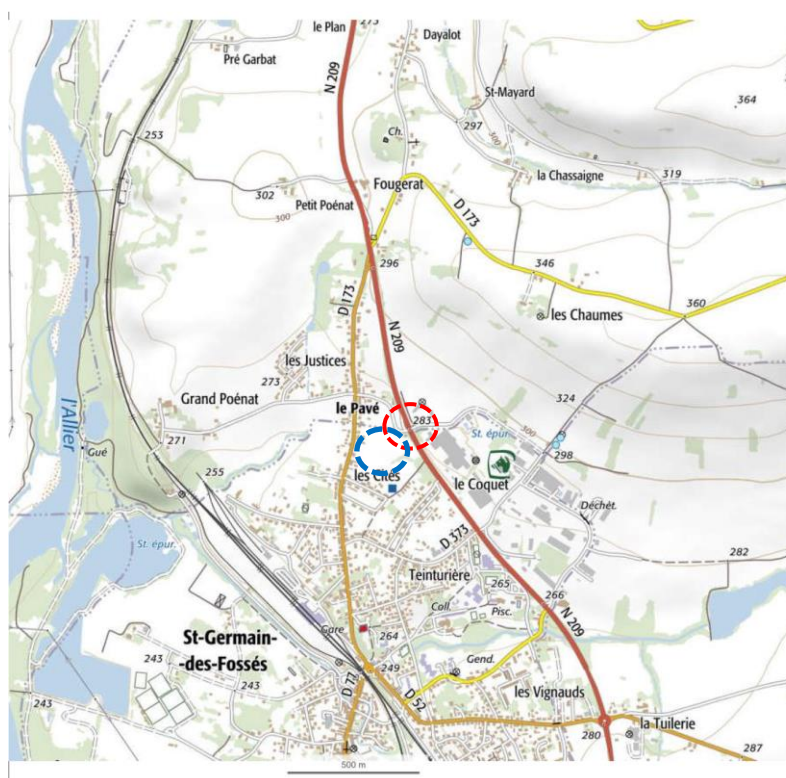 le Plan
273
Dayalot
Pré Garbat
N 209
St-Mayard
364
297
300
253
Ch.
la Chassaigne
319
302
Fougerat
Petit Poénat
300
D 173
296
346
360
D 173
les Chaumes
N 209
les Justices
273
324
Grand Poénat
le Pavé
283
l'Allier
St. épur.
300
271
Gué
298
255
les Cités
le Coquet
Déchèt.
St. épur.
D 373
282
Teinturière
265
266
Coll.
Pisc.
N 209
St-Germain-
-des-Fossés
Gare
264
243
243
249
Gend.
243
D 77
D 52
les Vignauds
la Tuilerie
280
287
500 m